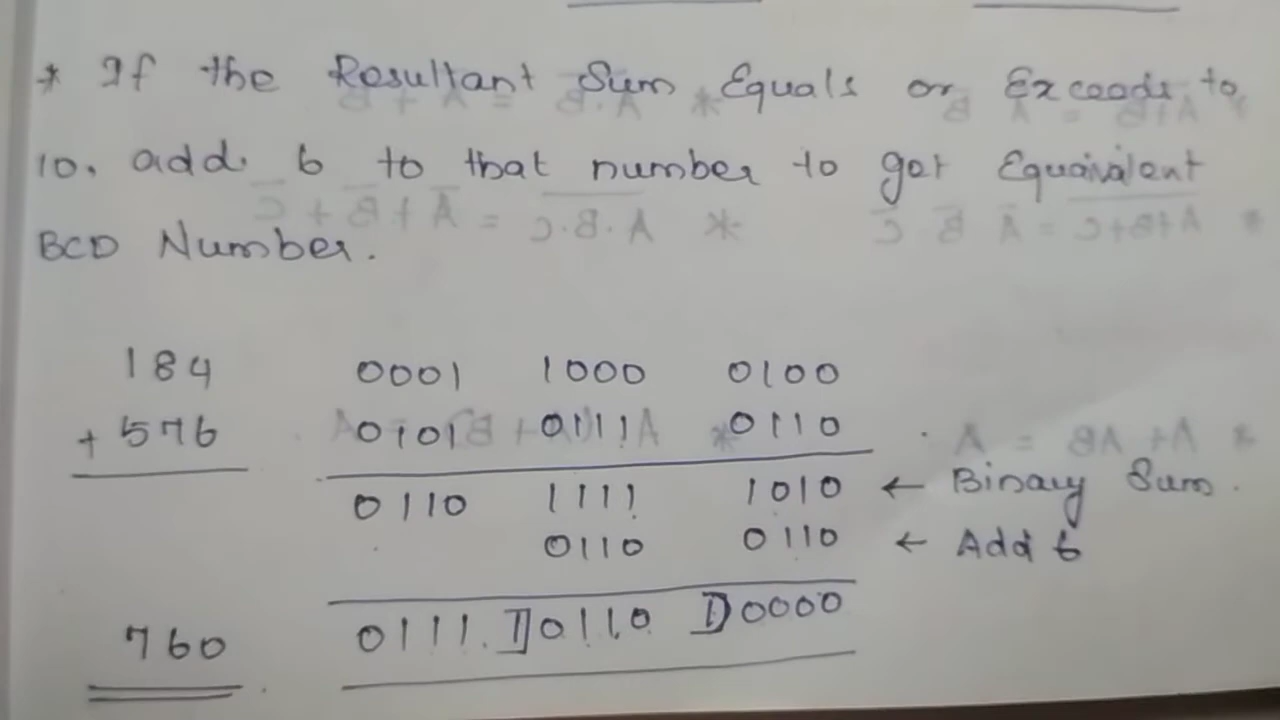 * If the Resultant Sum Equals or Exceeds to
10. add 6 to that number to get Equaivalent
BCD Number.
184 0001 1000 0100
+ 576 0101 0111 0110
0110 1111 1010 ← Binary Sum.
0110 0110 ← Add 6
760 0111. 1 0110 1 0000